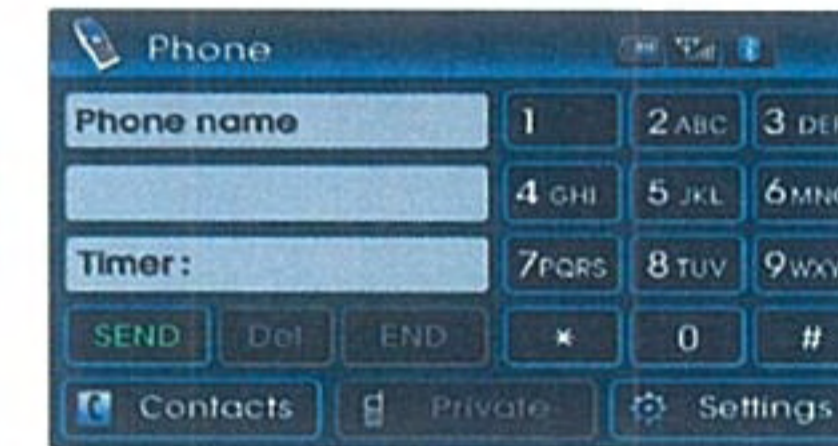 Phone
Phone name
1 2 ABC 3 DEF
4 GHI 5 JKL 6 MNO
Timer :
7 PQRS 8 TUV 9 WXY
SEND Del END * 0 #
Contacts Private Settings